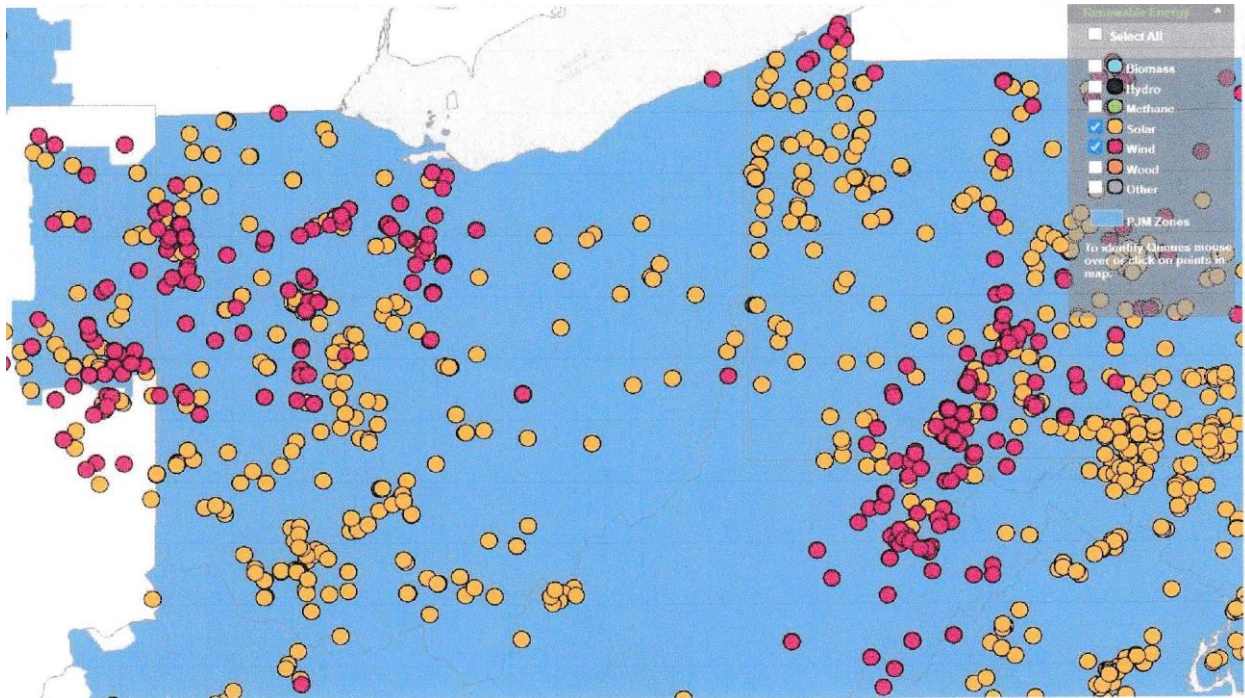 Renewable Energy
Select All
Biomass
Hydro
Methane
Solar
Wind
Wood
Other
PJM Zones
To identify Queues mouse
over or click on points in
map.